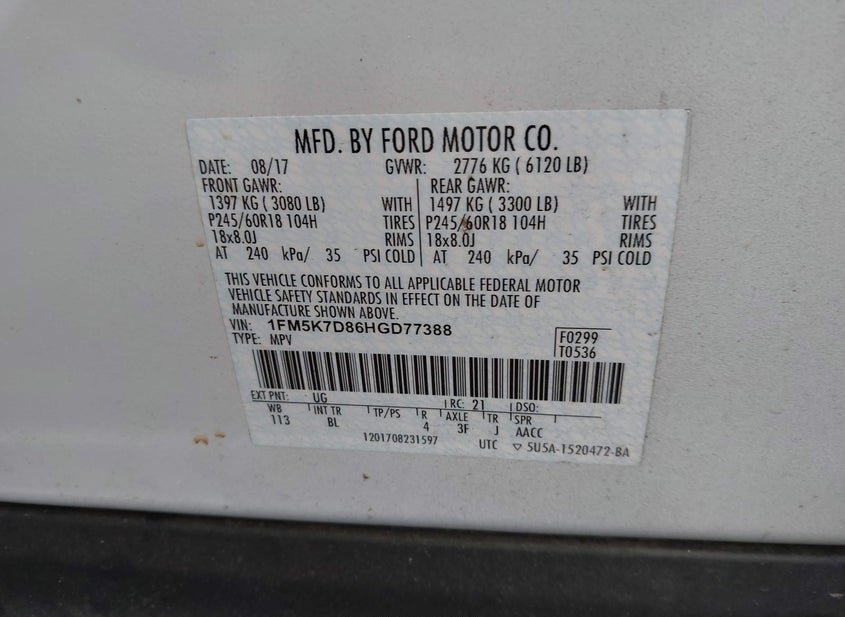 MFD. BY FORD MOTOR CO.
DATE: 08/17 GVWR: 2776 KG ( 6120 LB)
FRONT GAWR: REAR GAWR:
1397 KG ( 3080 LB) WITH 1497 KG ( 3300 LB) WITH
P245/60R18 104H TIRES P245/60R18 104H TIRES
18x8.0J RIMS 18x8.0J RIMS
AT 240 kPa/ 35 PSI COLD AT 240 kPa/ 35 PSI COLD
THIS VEHICLE CONFORMS TO ALL APPLICABLE FEDERAL MOTOR
VEHICLE SAFETY STANDARDS IN EFFECT ON THE DATE OF
MANUFACTURE SHOWN ABOVE.
VIN: 1FM5K7D86HGD77388 F0299
TYPE: MPV T0536
EXT PNT: UG RC: 21 DSO:
WB INT TR TP/PS R AXLE TR SPR
113 BL 4 3F J AACC
1201708231597 UTC ▽ 5U5A-1520472-BA